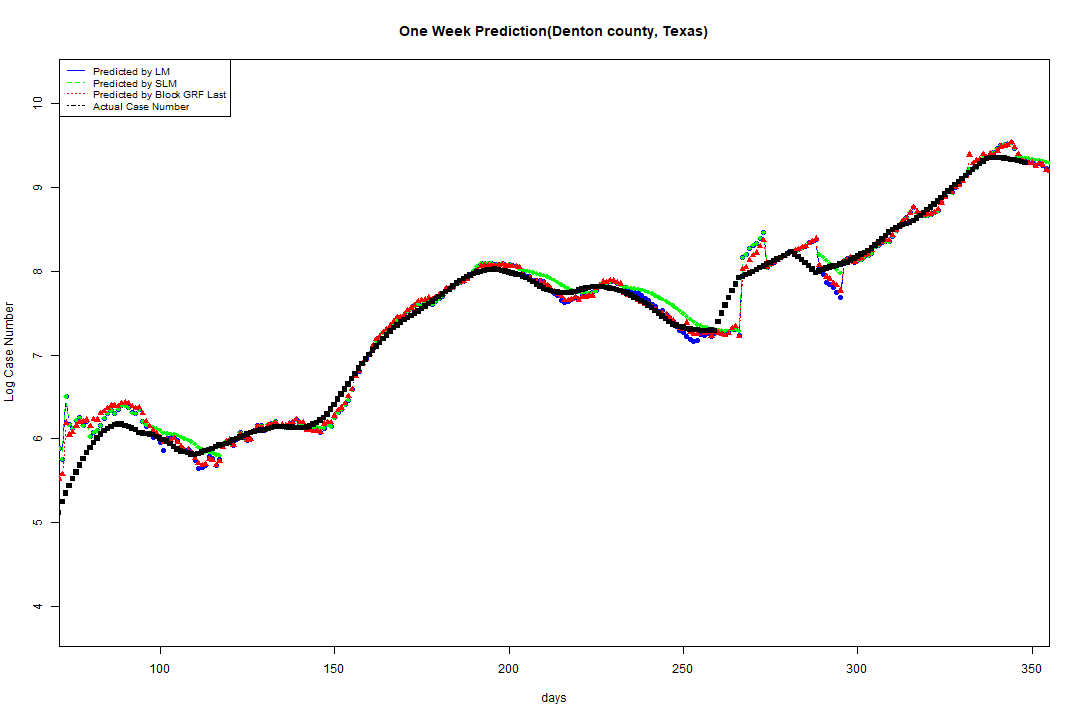 One Week Prediction(Denton county, Texas)
Predicted by LM
Predicted by SLM
Predicted by Block GRF Last
Actual Case Number
10
9
8
7
6
5
4
Log Case Number
100 150 200 250 300 350
days